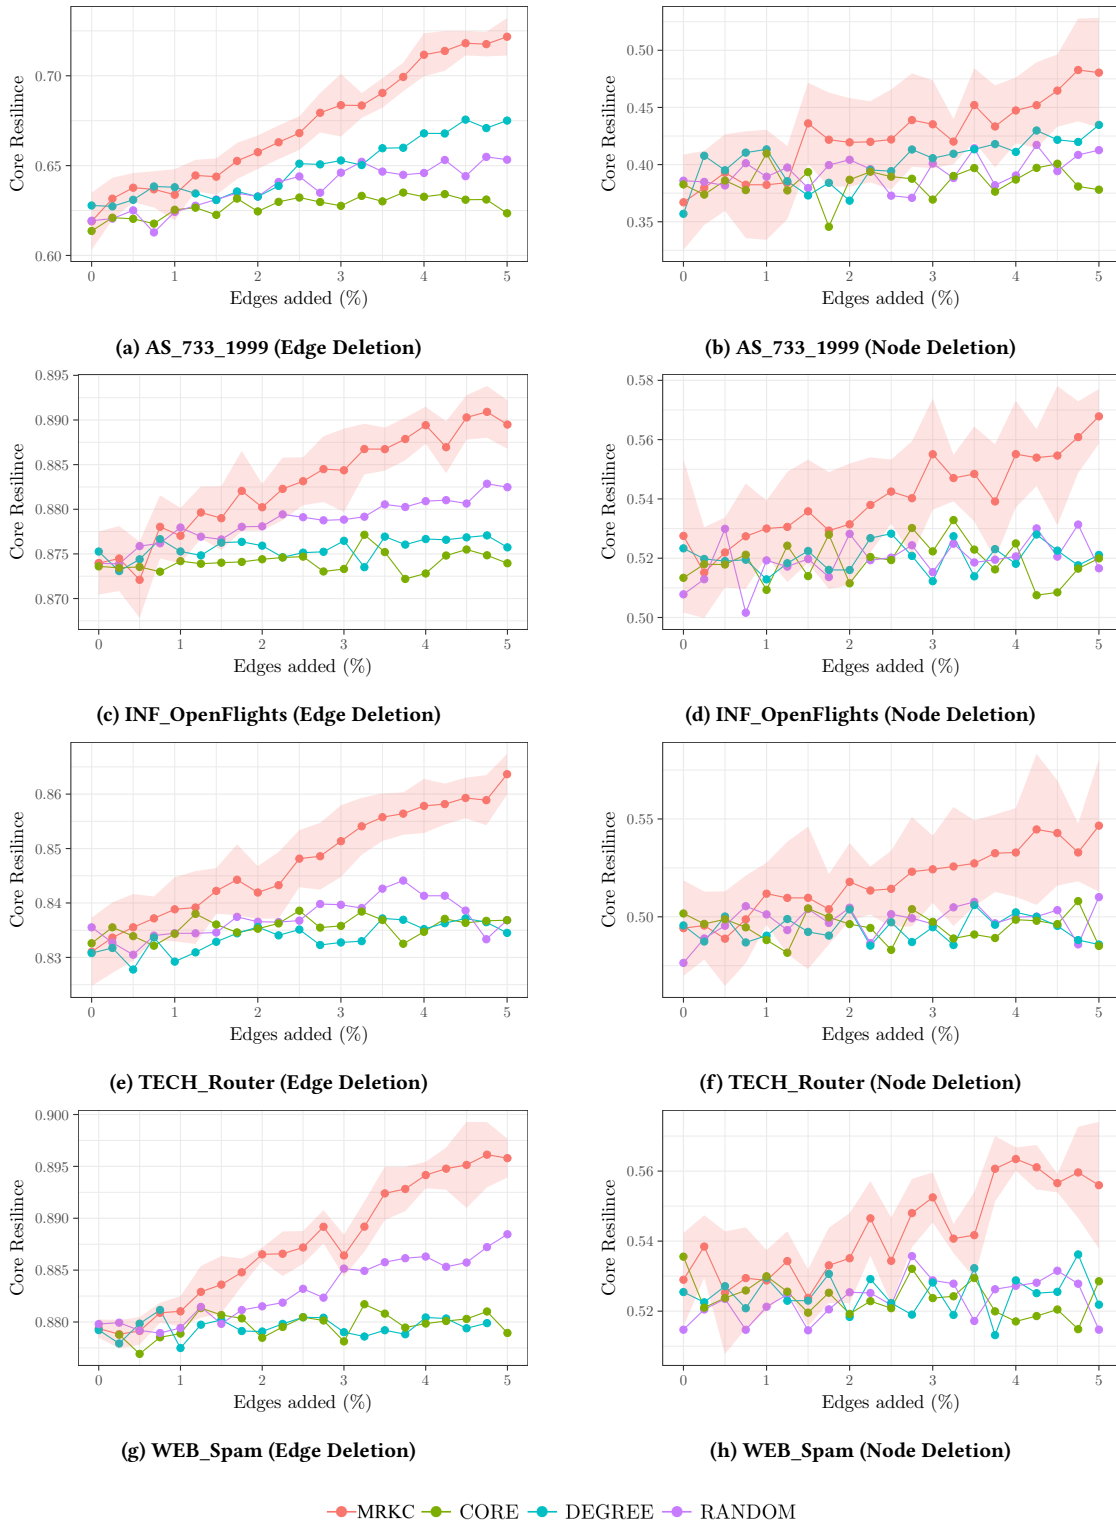 Core Resilince
0.70
0.65
0.60
0 1 2 3 4 5
Edges added (%)
(a) AS_733_1999 (Edge Deletion)
Core Resilince
0.50
0.45
0.40
0.35
0 1 2 3 4 5
Edges added (%)
(b) AS_733_1999 (Node Deletion)
Core Resilince
0.895
0.890
0.885
0.880
0.875
0.870
0 1 2 3 4 5
Edges added (%)
(c) INF_OpenFlights (Edge Deletion)
Core Resilince
0.58
0.56
0.54
0.52
0.50
0 1 2 3 4 5
Edges added (%)
(d) INF_OpenFlights (Node Deletion)
Core Resilince
0.86
0.85
0.84
0.83
0 1 2 3 4 5
Edges added (%)
(e) TECH_Router (Edge Deletion)
Core Resilince
0.55
0.50
0 1 2 3 4 5
Edges added (%)
(f) TECH_Router (Node Deletion)
Core Resilince
0.900
0.895
0.890
0.885
0.880
0 1 2 3 4 5
Edges added (%)
(g) WEB_Spam (Edge Deletion)
Core Resilince
0.56
0.54
0.52
0 1 2 3 4 5
Edges added (%)
(h) WEB_Spam (Node Deletion)
MRKC CORE DEGREE RANDOM